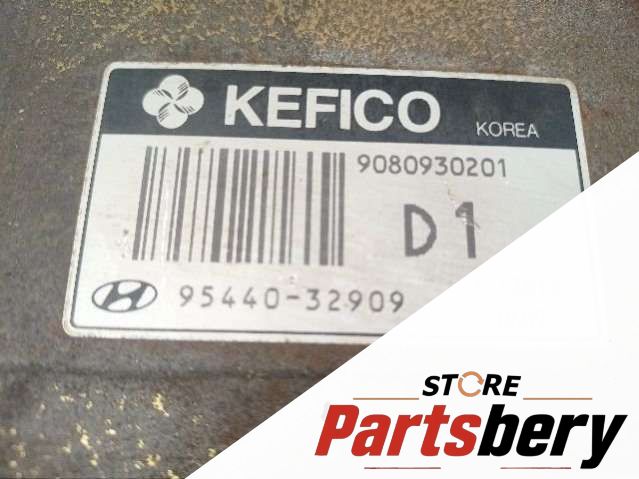 KEFICO KOREA
9080930201
D1
95440-32909
STORE
Partsbery